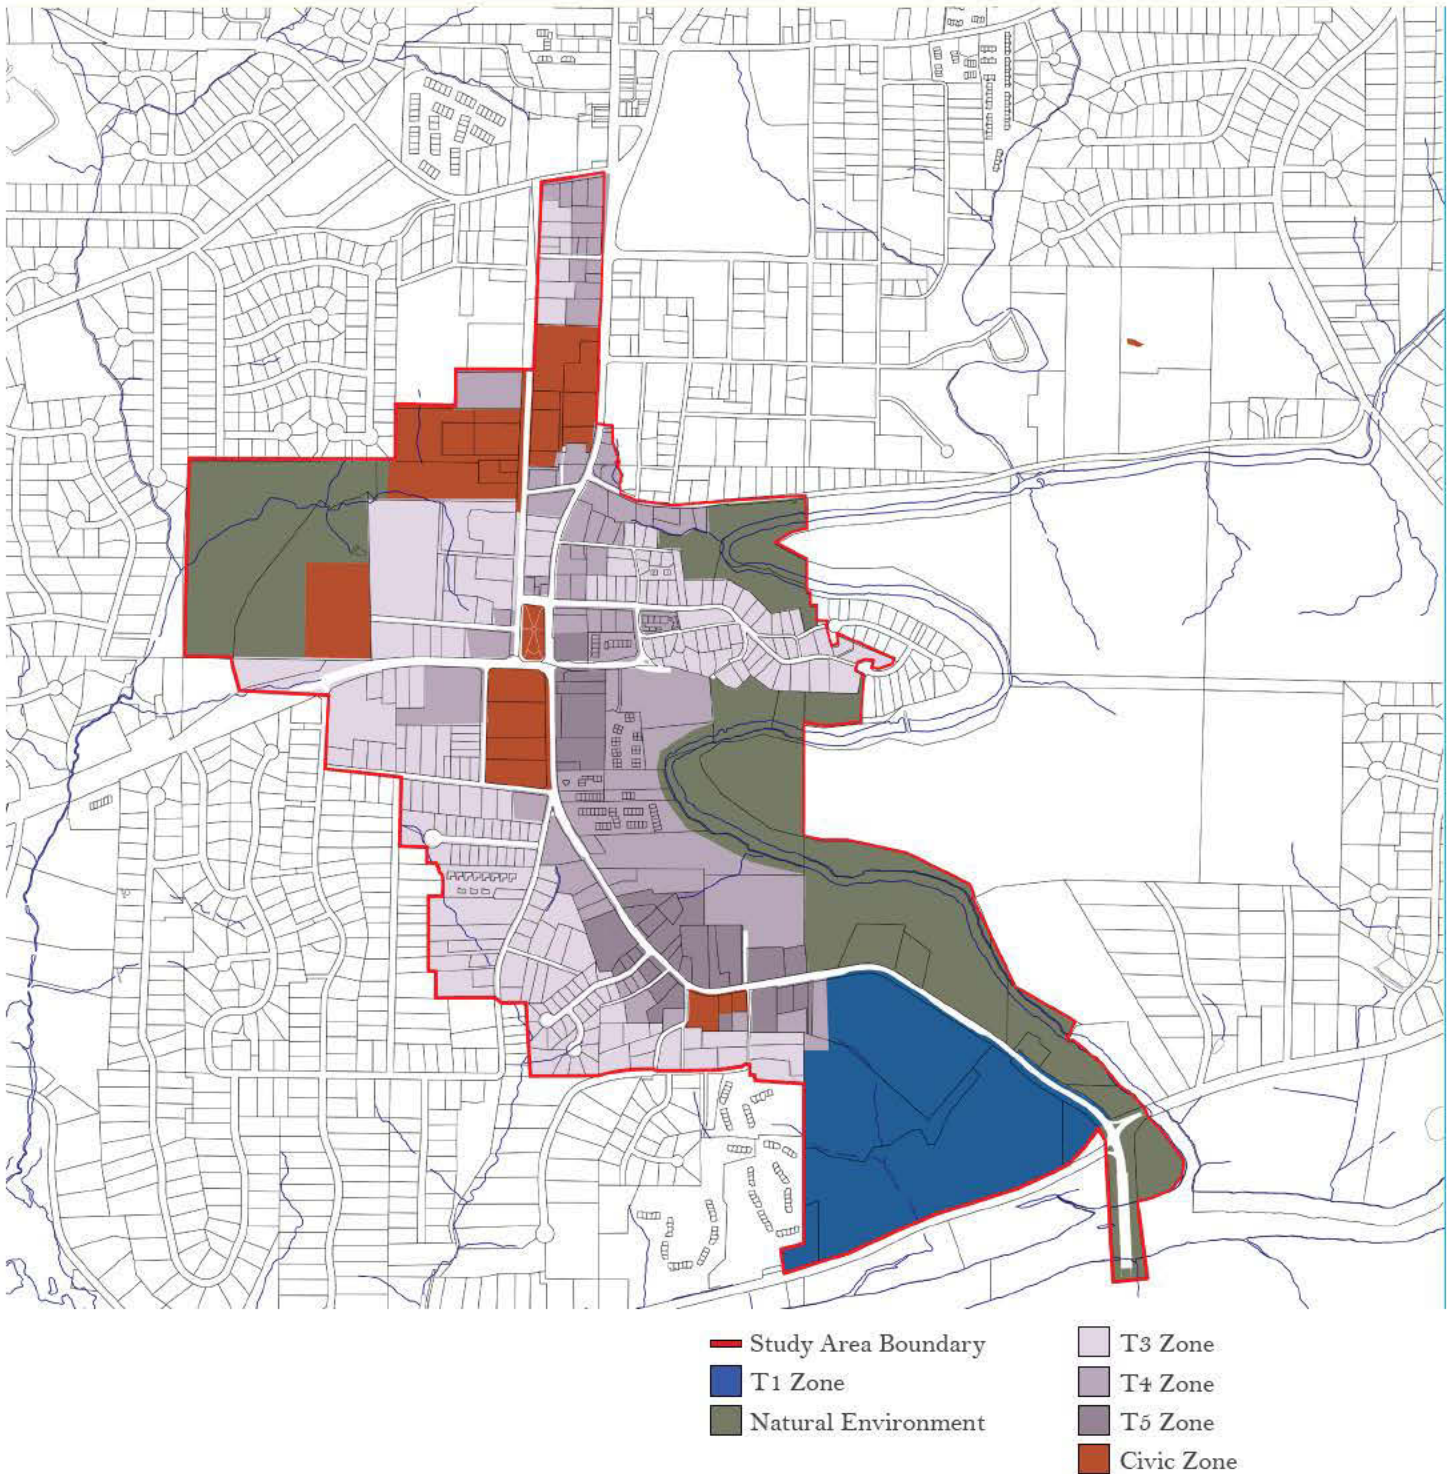 Study Area Boundary
T1 Zone
Natural Environment
T3 Zone
T4 Zone
T5 Zone
Civic Zone